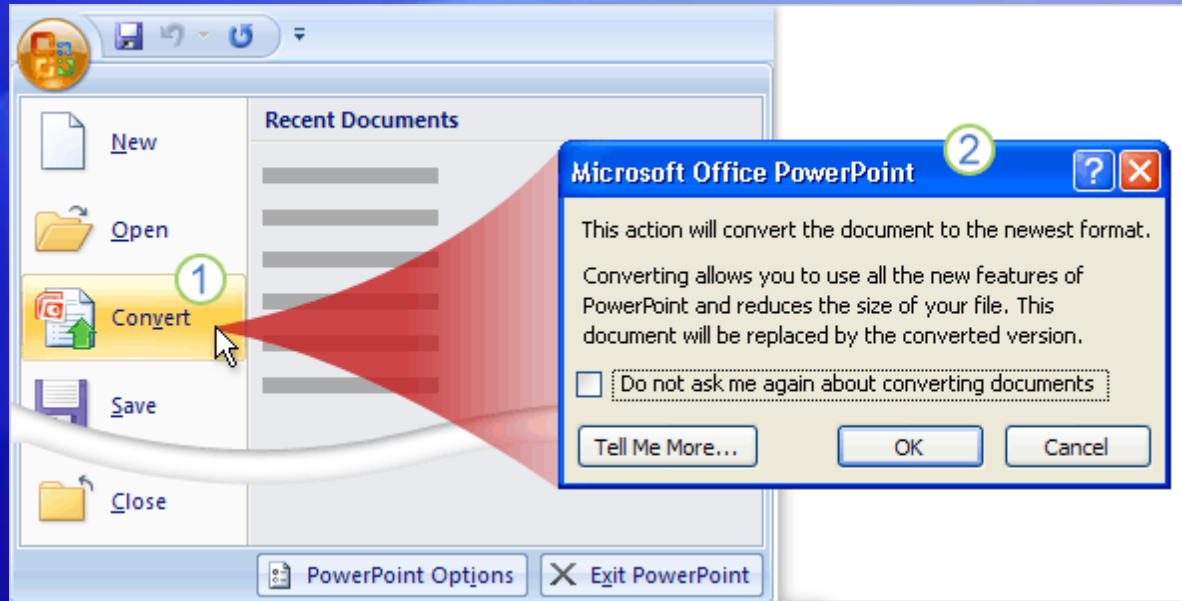 New
Open
1
Convert
Save
Close
Recent Documents
PowerPoint Options
Exit PowerPoint
2
Microsoft Office PowerPoint
?
This action will convert the document to the newest format.
Converting allows you to use all the new features of
PowerPoint and reduces the size of your file. This
document will be replaced by the converted version.
Do not ask me again about converting documents
Tell Me More...
OK
Cancel